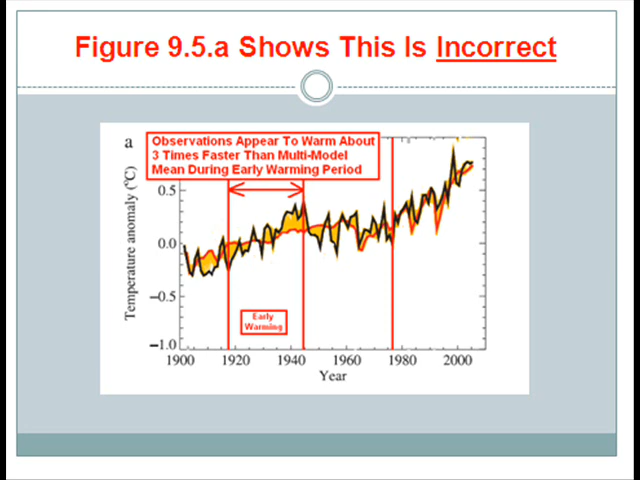 Figure 9.5.a Shows This Is Incorrect
a
Observations Appear To Warm About
3 Times Faster Than Multi-Model
Mean During Early Warming Period
Temperature anomaly (°C)
0.5
0.0
−0.5
−1.0
Early
Warming
1900 1920 1940 1960 1980 2000
Year